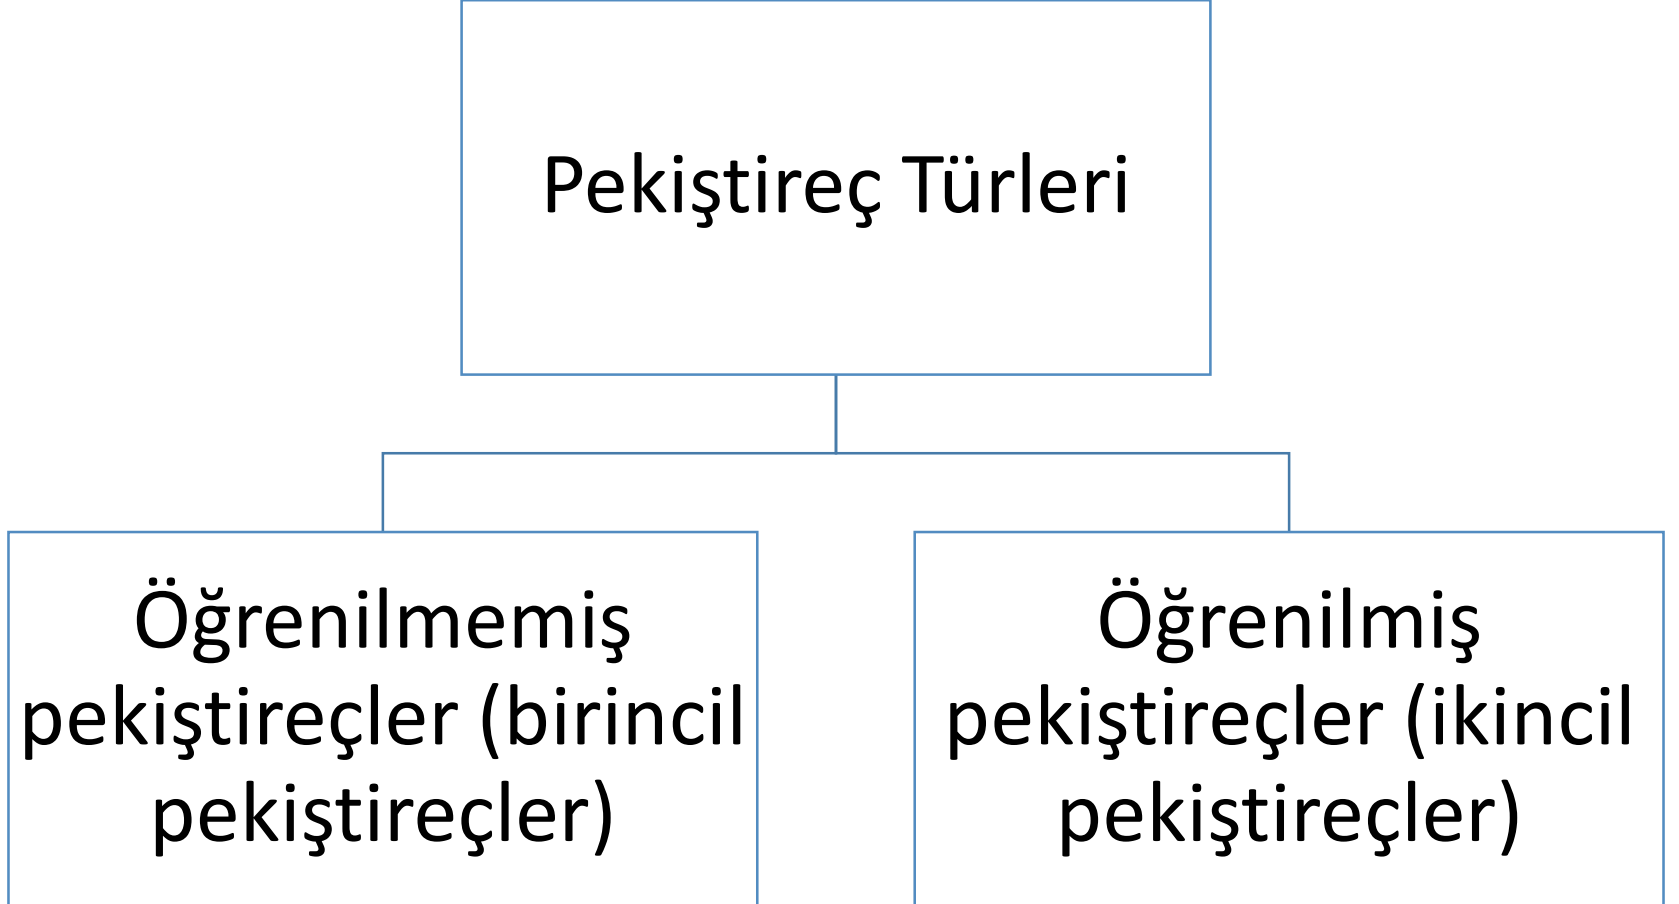 Pekiştireç Türleri
Öğrenilmemiş
pekiştireçler (birincil
pekiştireçler)
Öğrenilmiş
pekiştireçler (ikincil
pekiştireçler)